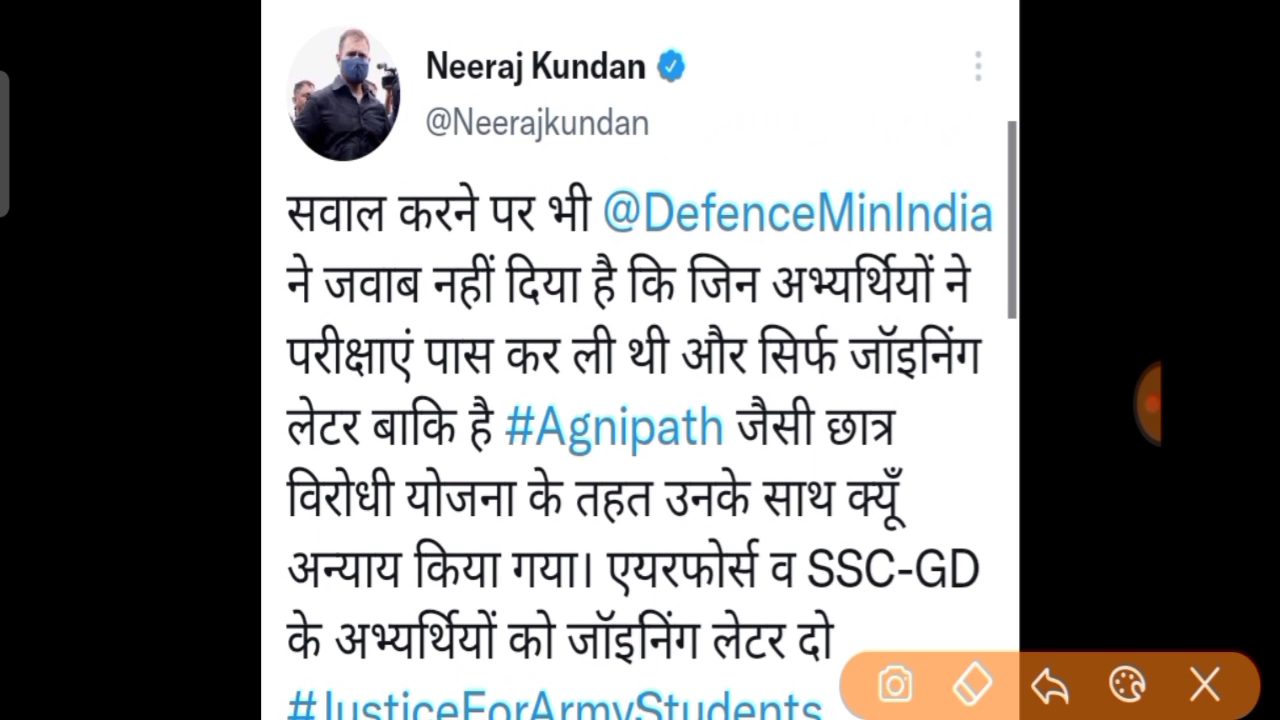 Neeraj Kundan
@Neerajkundan
सवाल करने पर भी @DefenceMinIndia
ने जवाब नहीं दिया है कि जिन अभ्यर्थियों ने
परीक्षाएं पास कर ली थी और सिर्फ जॉइनिंग
लेटर बाकि है #Agnipath जैसी छात्र
विरोधी योजना के तहत उनके साथ क्यूँ
अन्याय किया गया। एयरफोर्स व SSC-GD
के अभ्यर्थियों को जॉइनिंग लेटर दो
#JusticeForArmyStudents